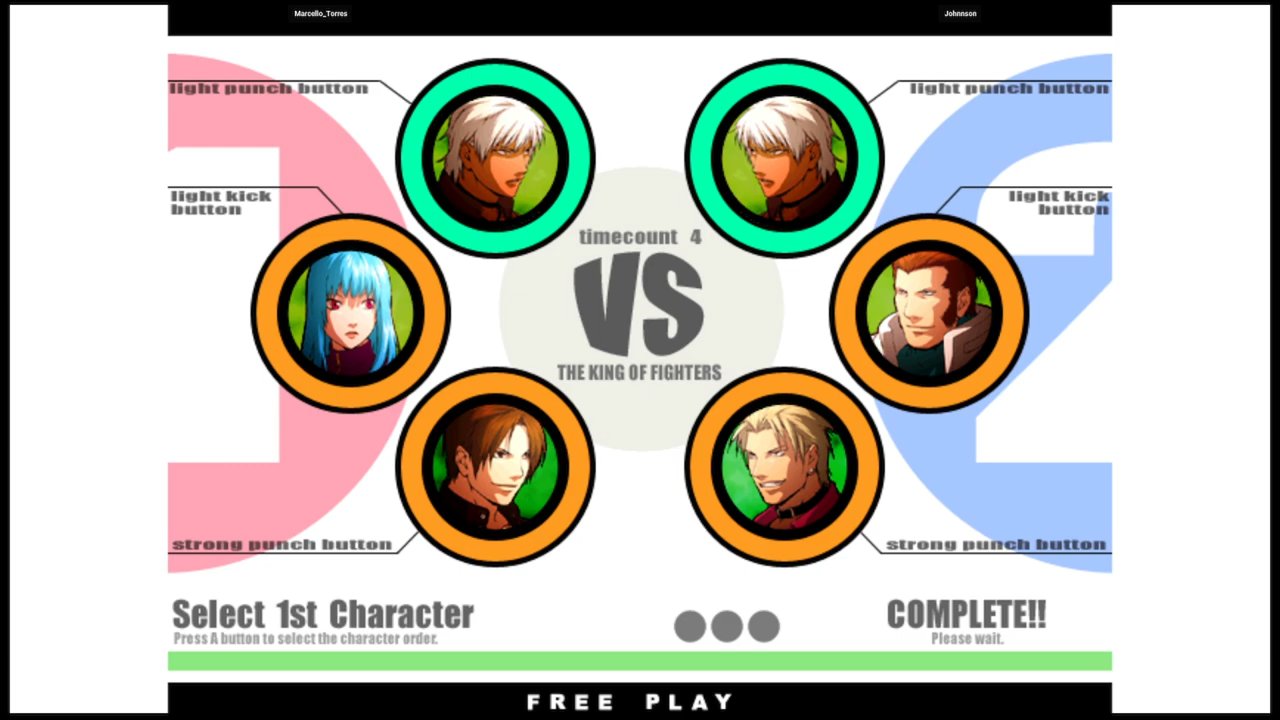 Marcello_Torres
Johnnson
light punch button
light punch button
light kick
button
light kick
button
timecount 4
VS
THE KING OF FIGHTERS
strong punch button
strong punch button
Select 1st Character
Press A button to select the character order.
COMPLETE!!
Please wait.
FREE PLAY